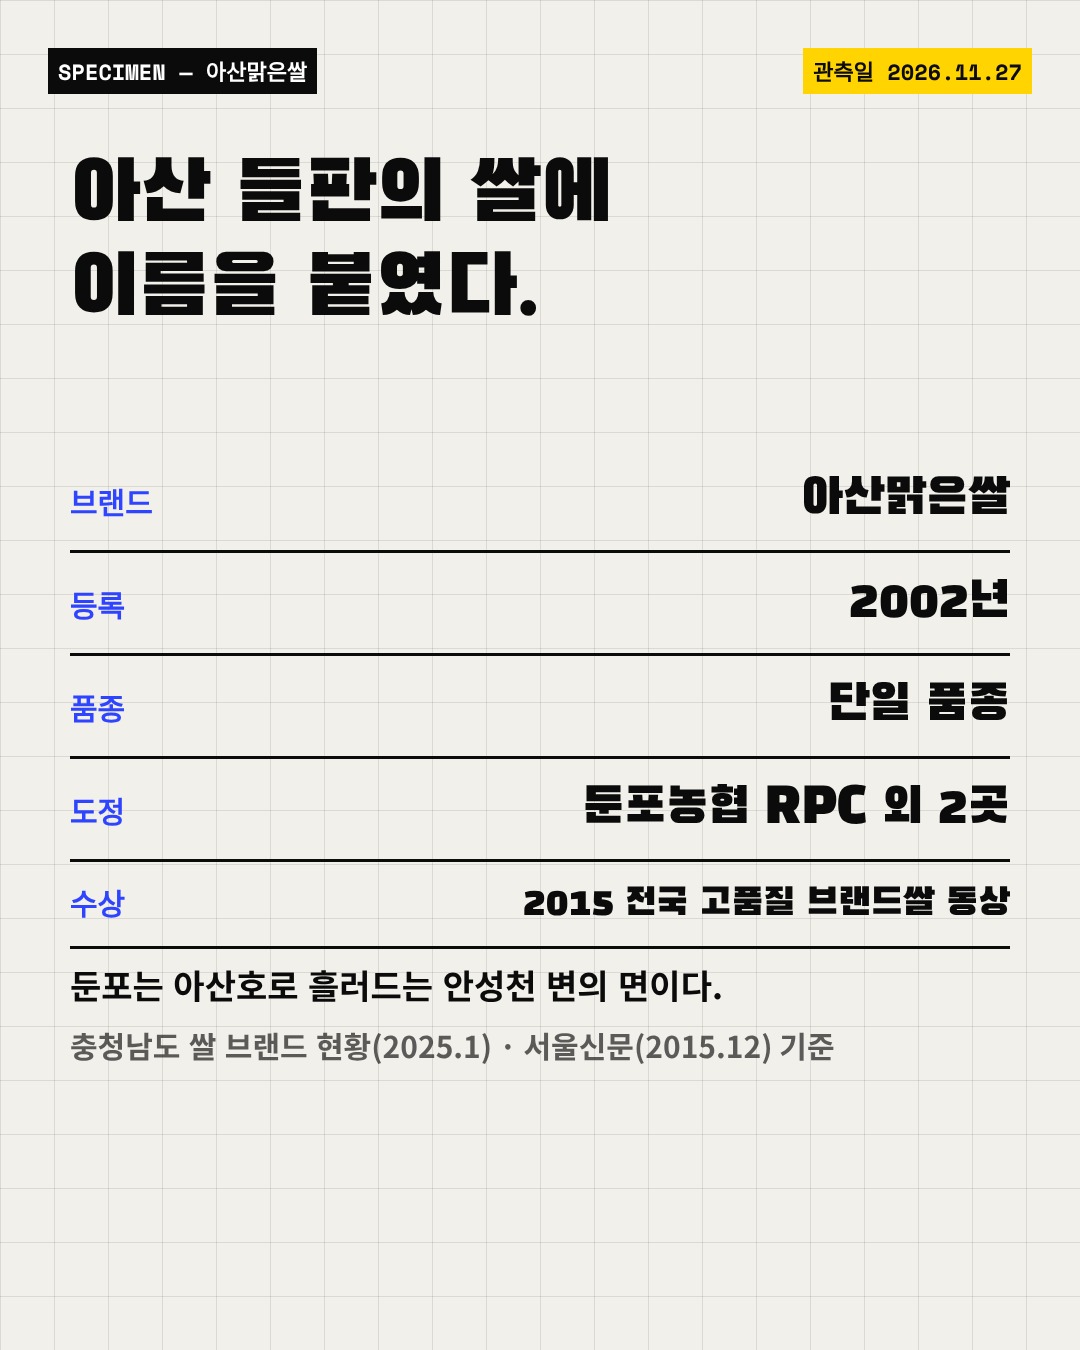 SPECIMEN — 아산맑은쌀
관측일 2026.11.27
아산 들판의 쌀에
이름을 붙였다.
브랜드 아산맑은쌀
등록 2002년
품종 단일 품종
도정 둔포농협 RPC 외 2곳
수상 2015 전국 고품질 브랜드쌀 동상
둔포는 아산호로 흘러드는 안성천 변의 면이다.
충청남도 쌀 브랜드 현황(2025.1) · 서울신문(2015.12) 기준